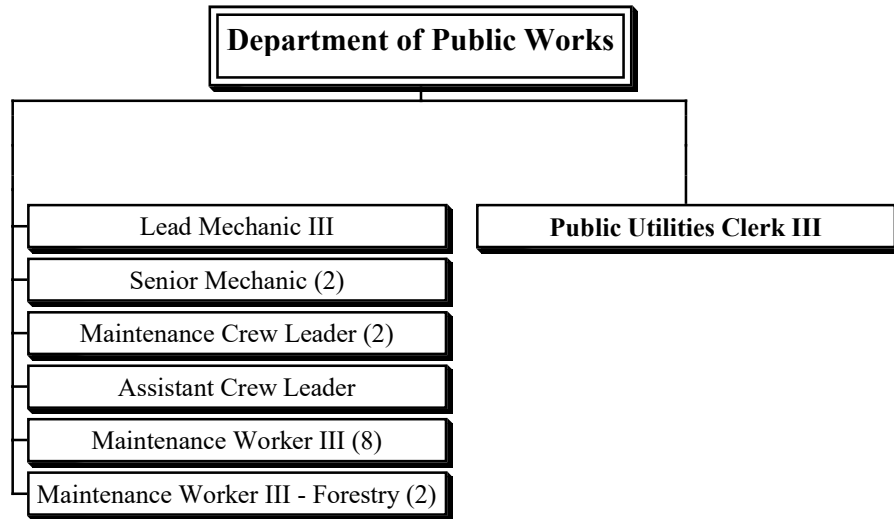 Department of Public Works
Lead Mechanic III
Public Utilities Clerk III
Senior Mechanic (2)
Maintenance Crew Leader (2)
Assistant Crew Leader
Maintenance Worker III (8)
Maintenance Worker III - Forestry (2)